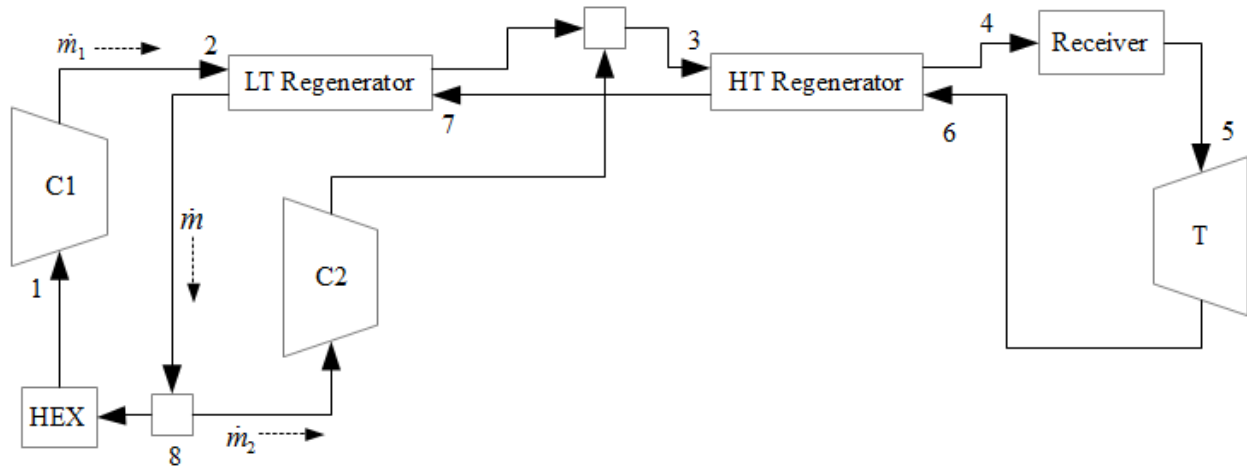 ṁ₁
2
LT Regenerator
3
HT Regenerator
4
Receiver
7
6
5
C1
ṁ
C2
T
1
HEX
8
ṁ₂